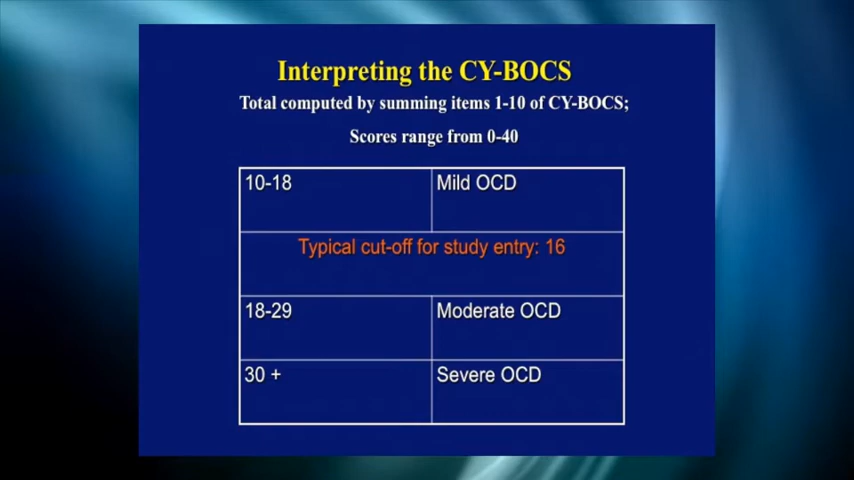 Interpreting the CY-BOCS
Total computed by summing items 1-10 of CY-BOCS;
Scores range from 0-40
10-18 Mild OCD
Typical cut-off for study entry: 16
18-29 Moderate OCD
30 + Severe OCD